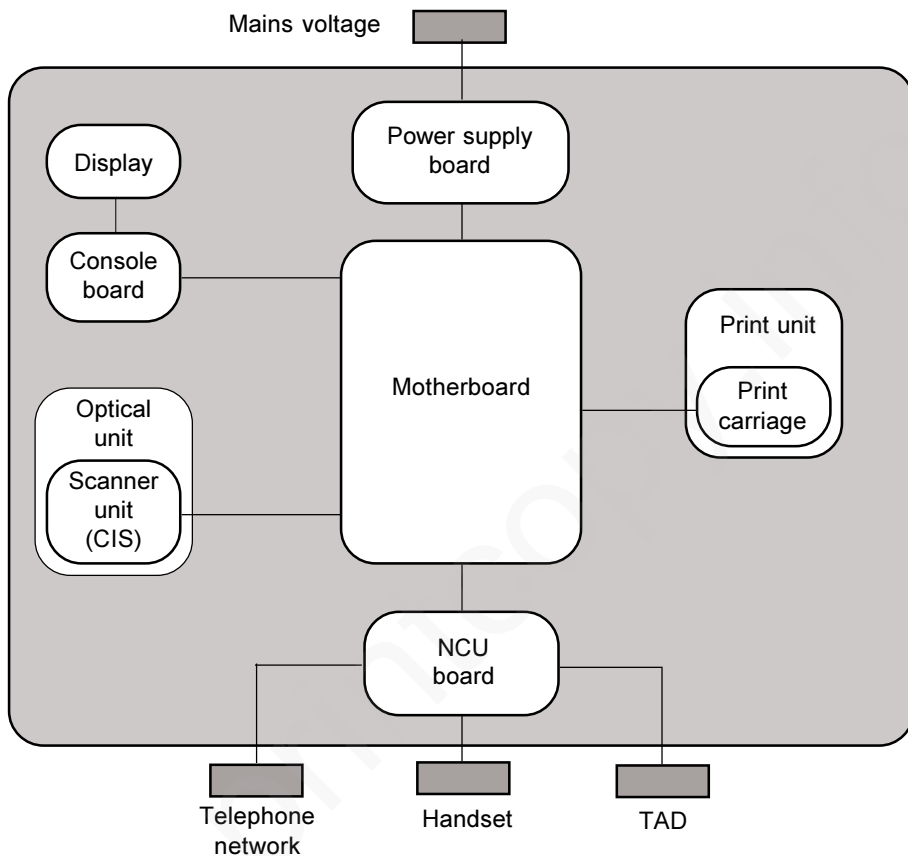 Mains voltage
Power supply
board
Display
Console
board
Print unit
Motherboard
Print
carriage
Optical
unit
Scanner
unit
(CIS)
NCU
board
Telephone
network
Handset
TAD